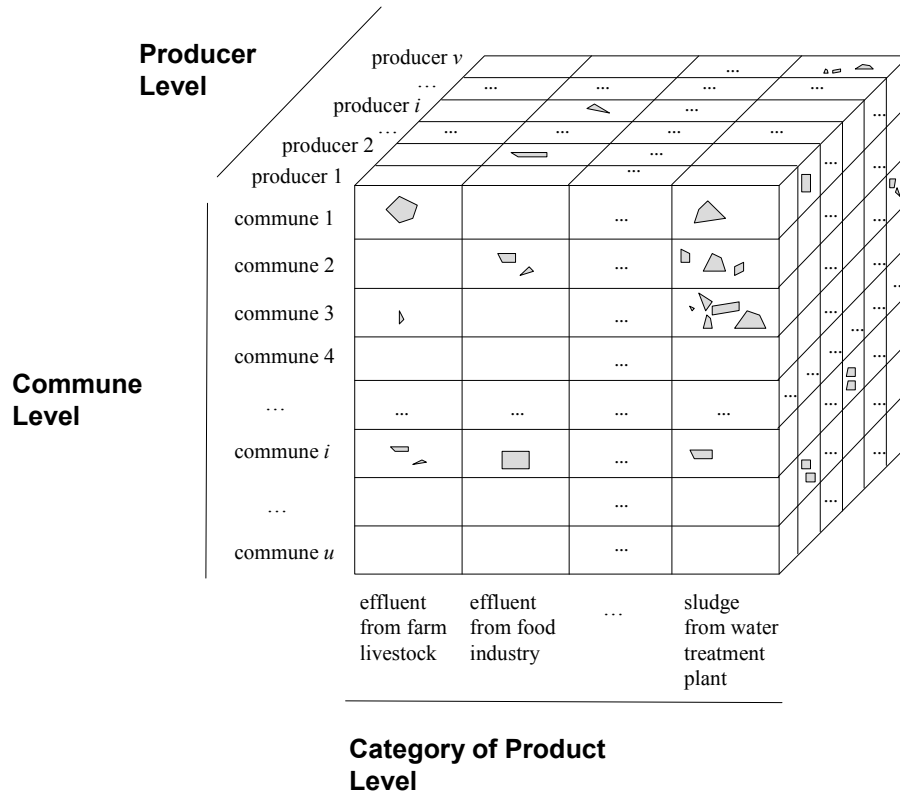 Producer
Level
producer v
...
producer i
...
producer 2
producer 1
... ...
... ... ... ... ...
... ...
... ... ... ... ...
... ...
...
Commune
Level
commune 1 ...
commune 2 ...
commune 3 ...
commune 4 ...
... ... ... ... ...
commune i ...
... ...
commune u ...
effluent
from farm
livestock
effluent
from food
industry
...
sludge
from water
treatment
plant
Category of Product
Level